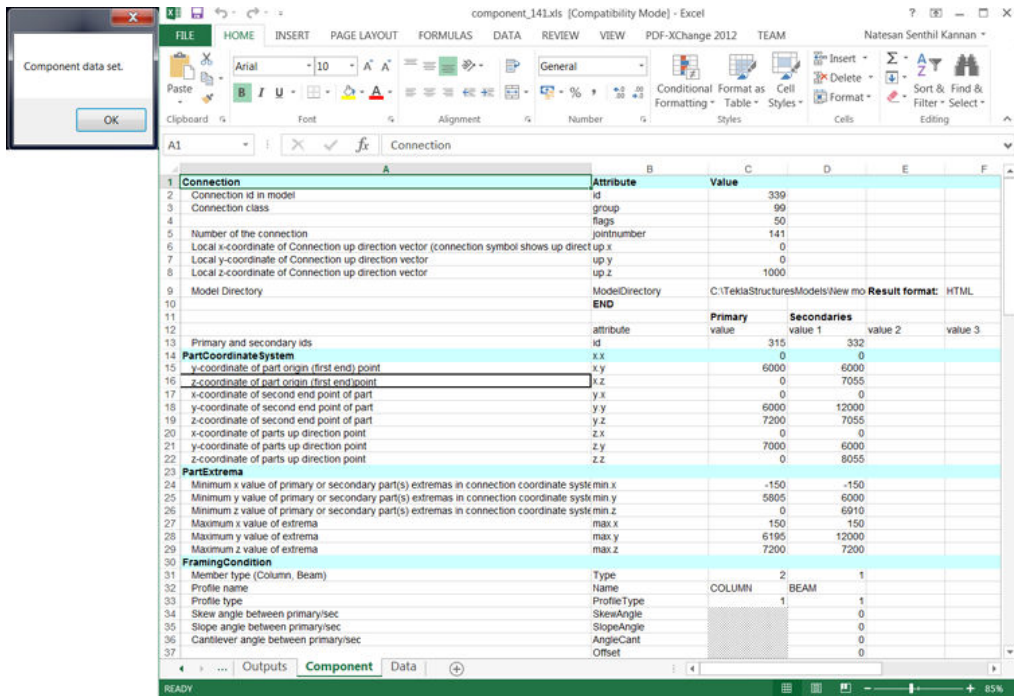 Component data set.
OK
component_141.xls [Compatibility Mode] - Excel
FILE HOME INSERT PAGE LAYOUT FORMULAS DATA REVIEW VIEW PDF-XChange 2012 TEAM Natesan Senthil Kannan
Paste
Arial 10
B I U
General
Conditional Formatting
Format as Table
Cell Styles
Insert
Delete
Format
Sort & Filter
Find & Select
Clipboard Font Alignment Number Styles Cells Editing
A1 fx Connection
A B C D E F
1 Connection Attribute Value
2 Connection id in model id 339
3 Connection class group 99
4 flags 50
5 Number of the connection jointnumber 141
6 Local x-coordinate of Connection up direction vector (connection symbol shows up direct up.x 0
7 Local y-coordinate of Connection up direction vector up.y 0
8 Local z-coordinate of Connection up direction vector up.z 1000
9 Model Directory ModelDirectory C:\TeklaStructuresModels\New mo Result format: HTML
10 END
11 Primary Secondaries
12 attribute value value 1 value 2 value 3
13 Primary and secondary ids id 315 332
14 PartCoordinateSystem x.x 0 0
15 y-coordinate of part origin (first end) point x.y 6000 6000
16 z-coordinate of part origin (first end)point x.z 0 7055
17 x-coordinate of second end point of part y.x 0 0
18 y-coordinate of second end point of part y.y 6000 12000
19 z-coordinate of second end point of part y.z 7200 7055
20 x-coordinate of parts up direction point z.x 0 0
21 y-coordinate of parts up direction point z.y 7000 6000
22 z-coordinate of parts up direction point z.z 0 8055
23 PartExtrema
24 Minimum x value of primary or secondary part(s) extremas in connection coordinate syste min.x -150 -150
25 Minimum y value of primary or secondary part(s) extremas in connection coordinate syste min.y 5805 6000
26 Minimum z value of primary or secondary part(s) extremas in connection coordinate syste min.z 0 6910
27 Maximum x value of extrema max.x 150 150
28 Maximum y value of extrema max.y 6195 12000
29 Maximum z value of extrema max.z 7200 7200
30 FramingCondition
31 Member type (Column, Beam) Type 2 1
32 Profile name Name COLUMN BEAM
33 Profile type ProfileType 1 1
34 Skew angle between primary/sec SkewAngle 0
35 Slope angle between primary/sec SlopeAngle 0
36 Cantilever angle between primary/sec AngleCant 0
37 Offset 0
... Outputs Component Data
READY 85%